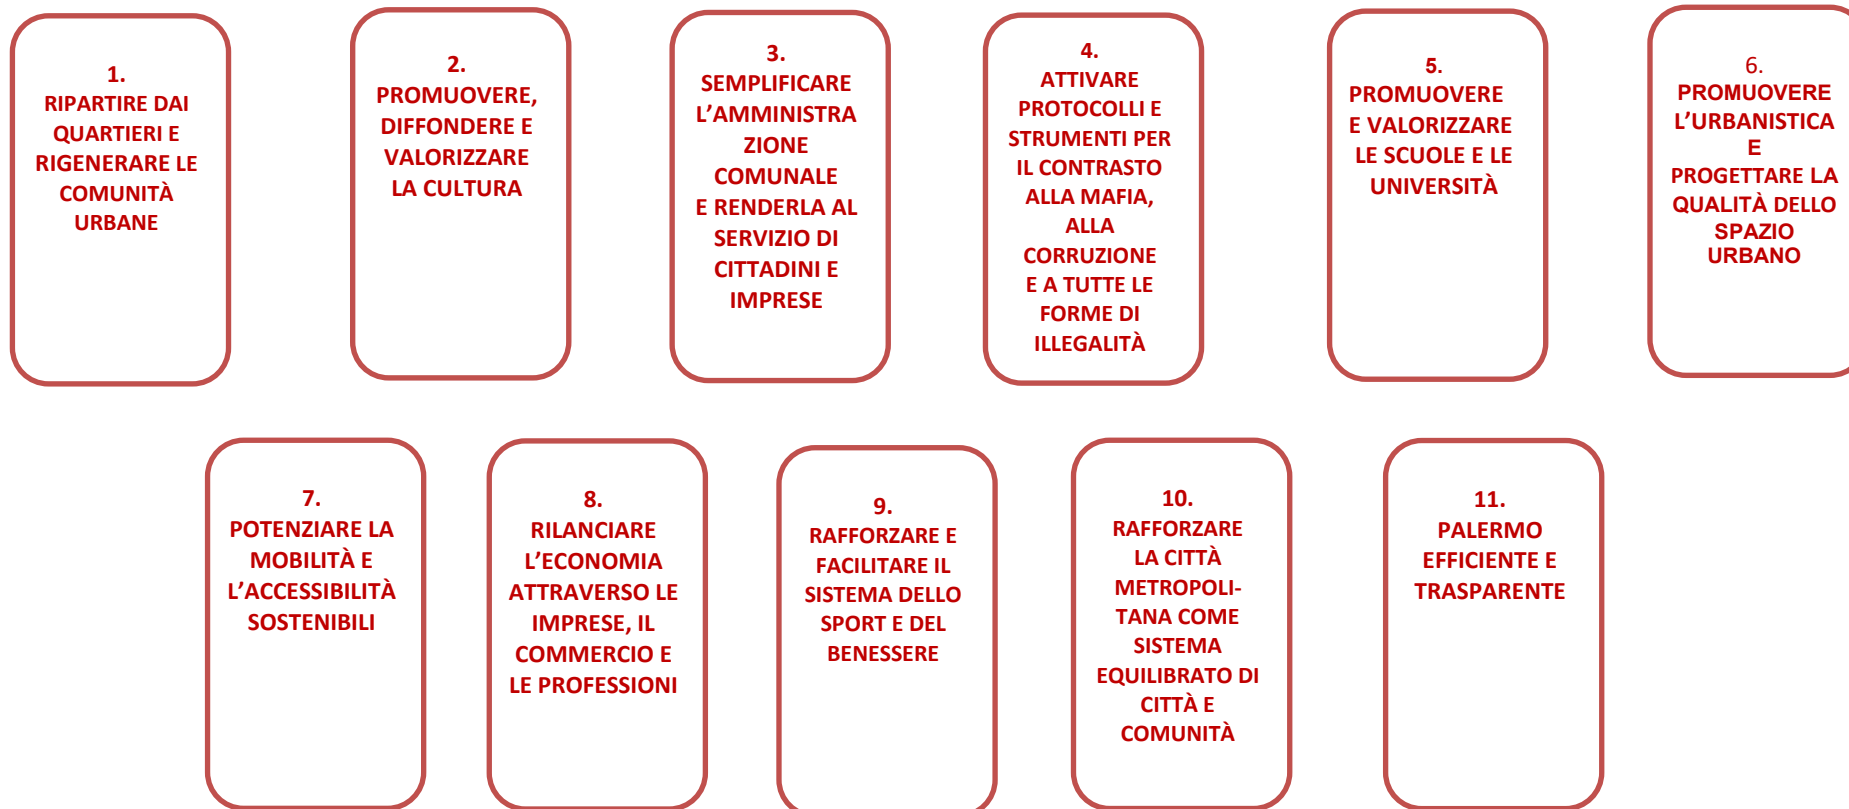 1.
RIPARTIRE DAI
QUARTIERI E
RIGENERARE LE
COMUNITÀ
URBANE
2.
PROMUOVERE,
DIFFONDERE E
VALORIZZARE
LA CULTURA
3.
SEMPLIFICARE
L’AMMINISTRA
ZIONE
COMUNALE
E RENDERLA AL
SERVIZIO DI
CITTADINI E
IMPRESE
4.
ATTIVARE
PROTOCOLLI E
STRUMENTI PER
IL CONTRASTO
ALLA MAFIA,
ALLA
CORRUZIONE
E A TUTTE LE
FORME DI
ILLEGALITÀ
5.
PROMUOVERE
E VALORIZZARE
LE SCUOLE E LE
UNIVERSITÀ
6.
PROMUOVERE
L’URBANISTICA
E
PROGETTARE LA
QUALITÀ DELLO
SPAZIO
URBANO
7.
POTENZIARE LA
MOBILITÀ E
L’ACCESSIBILITÀ
SOSTENIBILI
8.
RILANCIARE
L’ECONOMIA
ATTRAVERSO LE
IMPRESE, IL
COMMERCIO E
LE PROFESSIONI
9.
RAFFORZARE E
FACILITARE IL
SISTEMA DELLO
SPORT E DEL
BENESSERE
10.
RAFFORZARE
LA CITTÀ
METROPOLI-
TANA COME
SISTEMA
EQUILIBRATO DI
CITTÀ E
COMUNITÀ
11.
PALERMO
EFFICIENTE E
TRASPARENTE